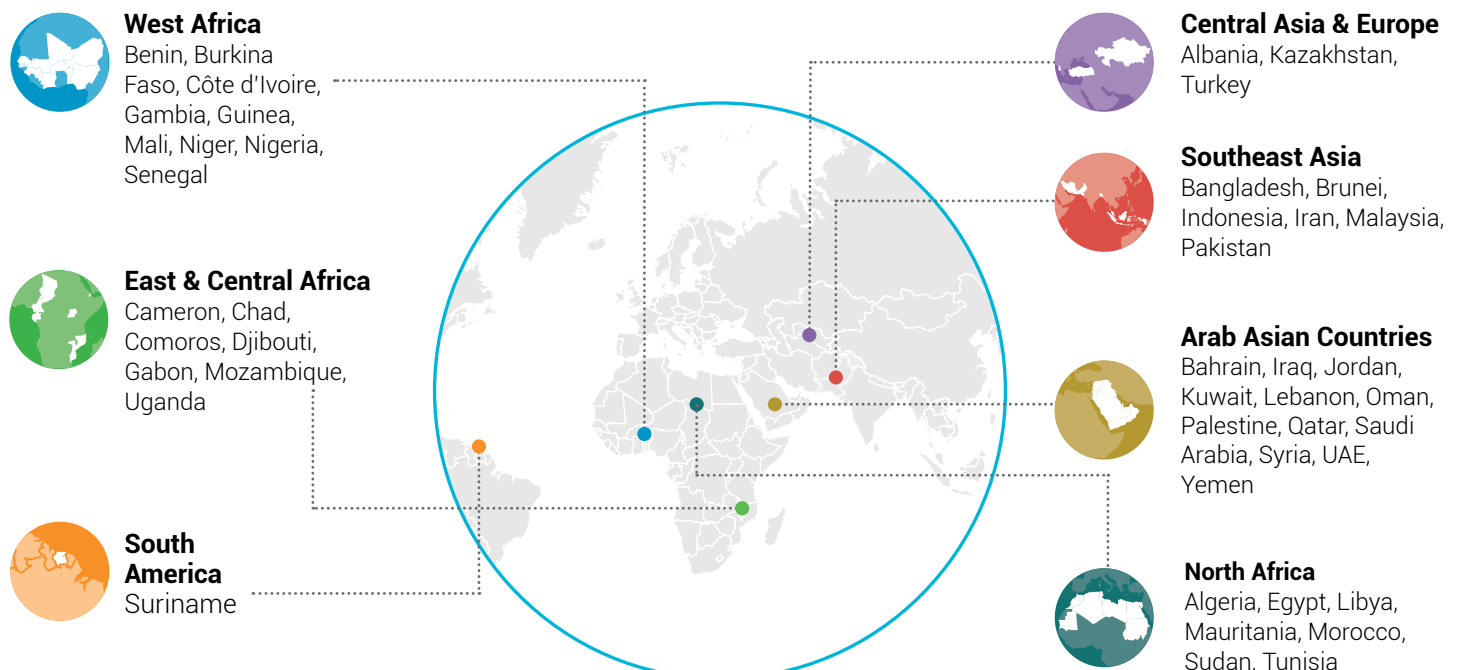 West Africa
Benin, Burkina
Faso, Côte d'Ivoire,
Gambia, Guinea,
Mali, Niger, Nigeria,
Senegal
East & Central Africa
Cameron, Chad,
Comoros, Djibouti,
Gabon, Mozambique,
Uganda
South
America
Suriname
Central Asia & Europe
Albania, Kazakhstan,
Turkey
Southeast Asia
Bangladesh, Brunei,
Indonesia, Iran, Malaysia,
Pakistan
Arab Asian Countries
Bahrain, Iraq, Jordan,
Kuwait, Lebanon, Oman,
Palestine, Qatar, Saudi
Arabia, Syria, UAE,
Yemen
North Africa
Algeria, Egypt, Libya,
Mauritania, Morocco,
Sudan, Tunisia